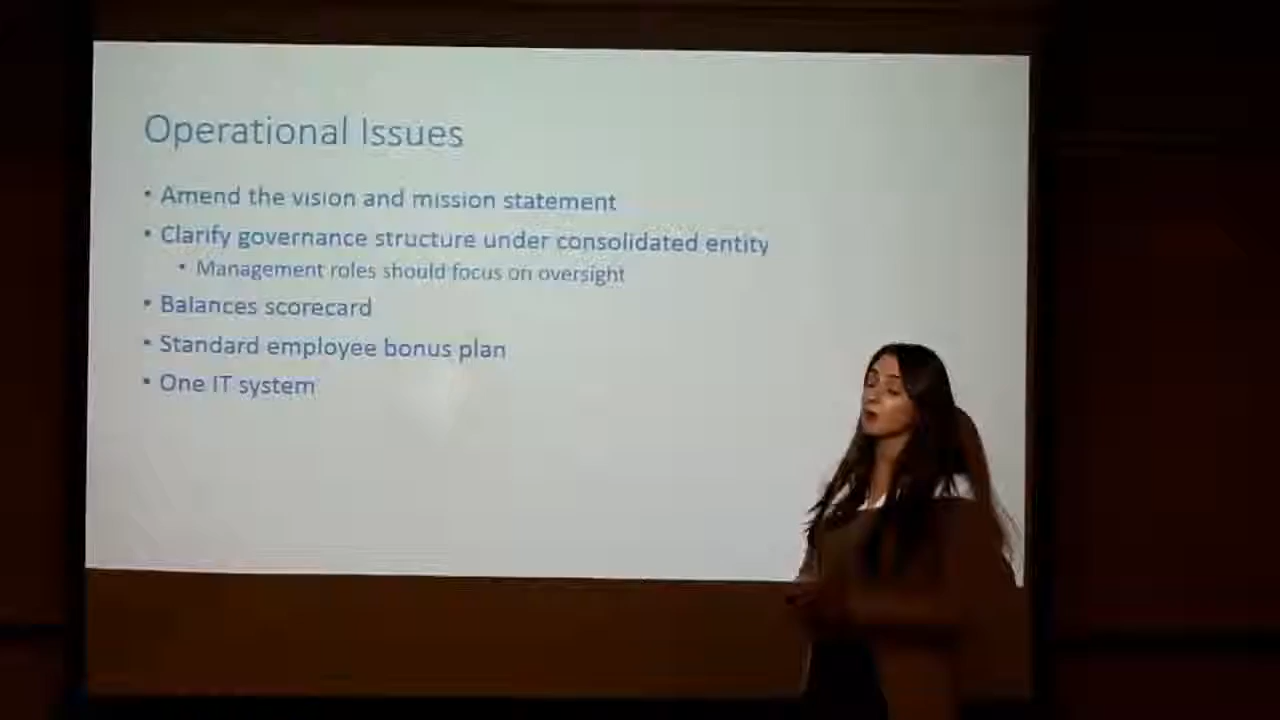 Operational Issues
• Amend the vision and mission statement
• Clarify governance structure under consolidated entity
• Management roles should focus on oversight
• Balances scorecard
• Standard employee bonus plan
• One IT system